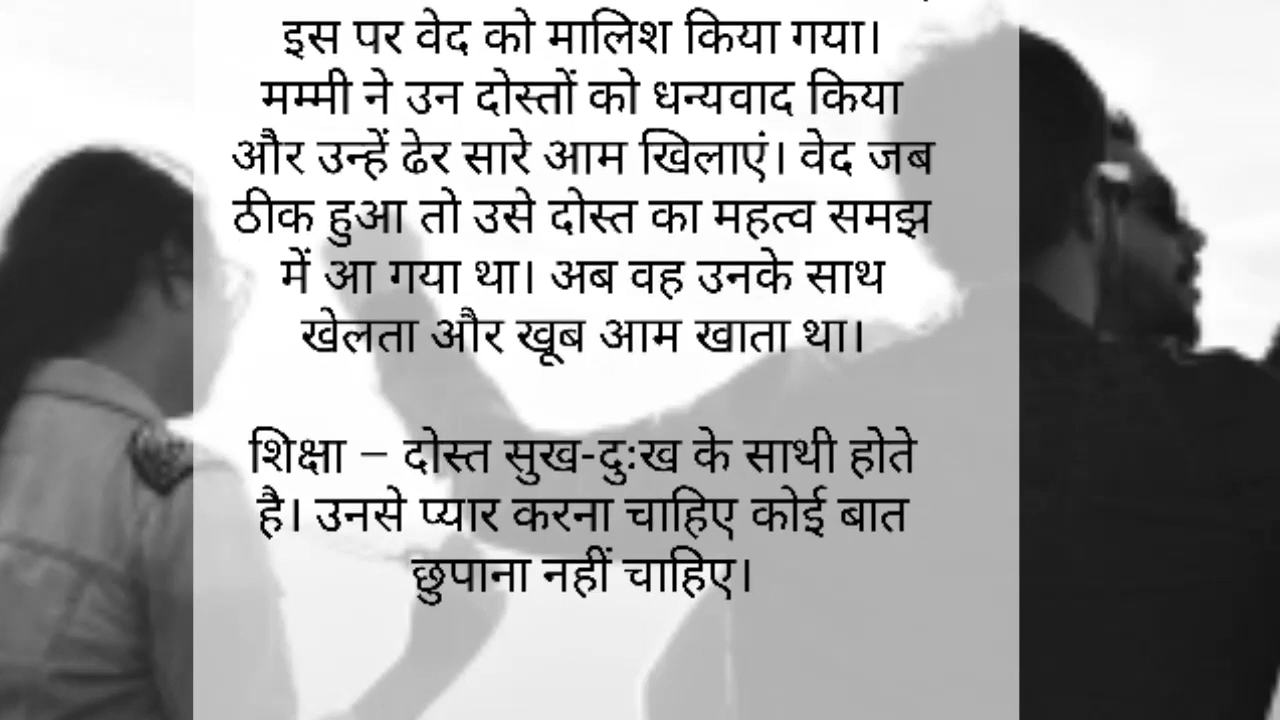 इस पर वेद को मालिश किया गया।
मम्मी ने उन दोस्तों को धन्यवाद किया
और उन्हें ढेर सारे आम खिलाएं। वेद जब
ठीक हुआ तो उसे दोस्त का महत्व समझ
में आ गया था। अब वह उनके साथ
खेलता और खूब आम खाता था।
शिक्षा – दोस्त सुख-दुःख के साथी होते
है। उनसे प्यार करना चाहिए कोई बात
छुपाना नहीं चाहिए।